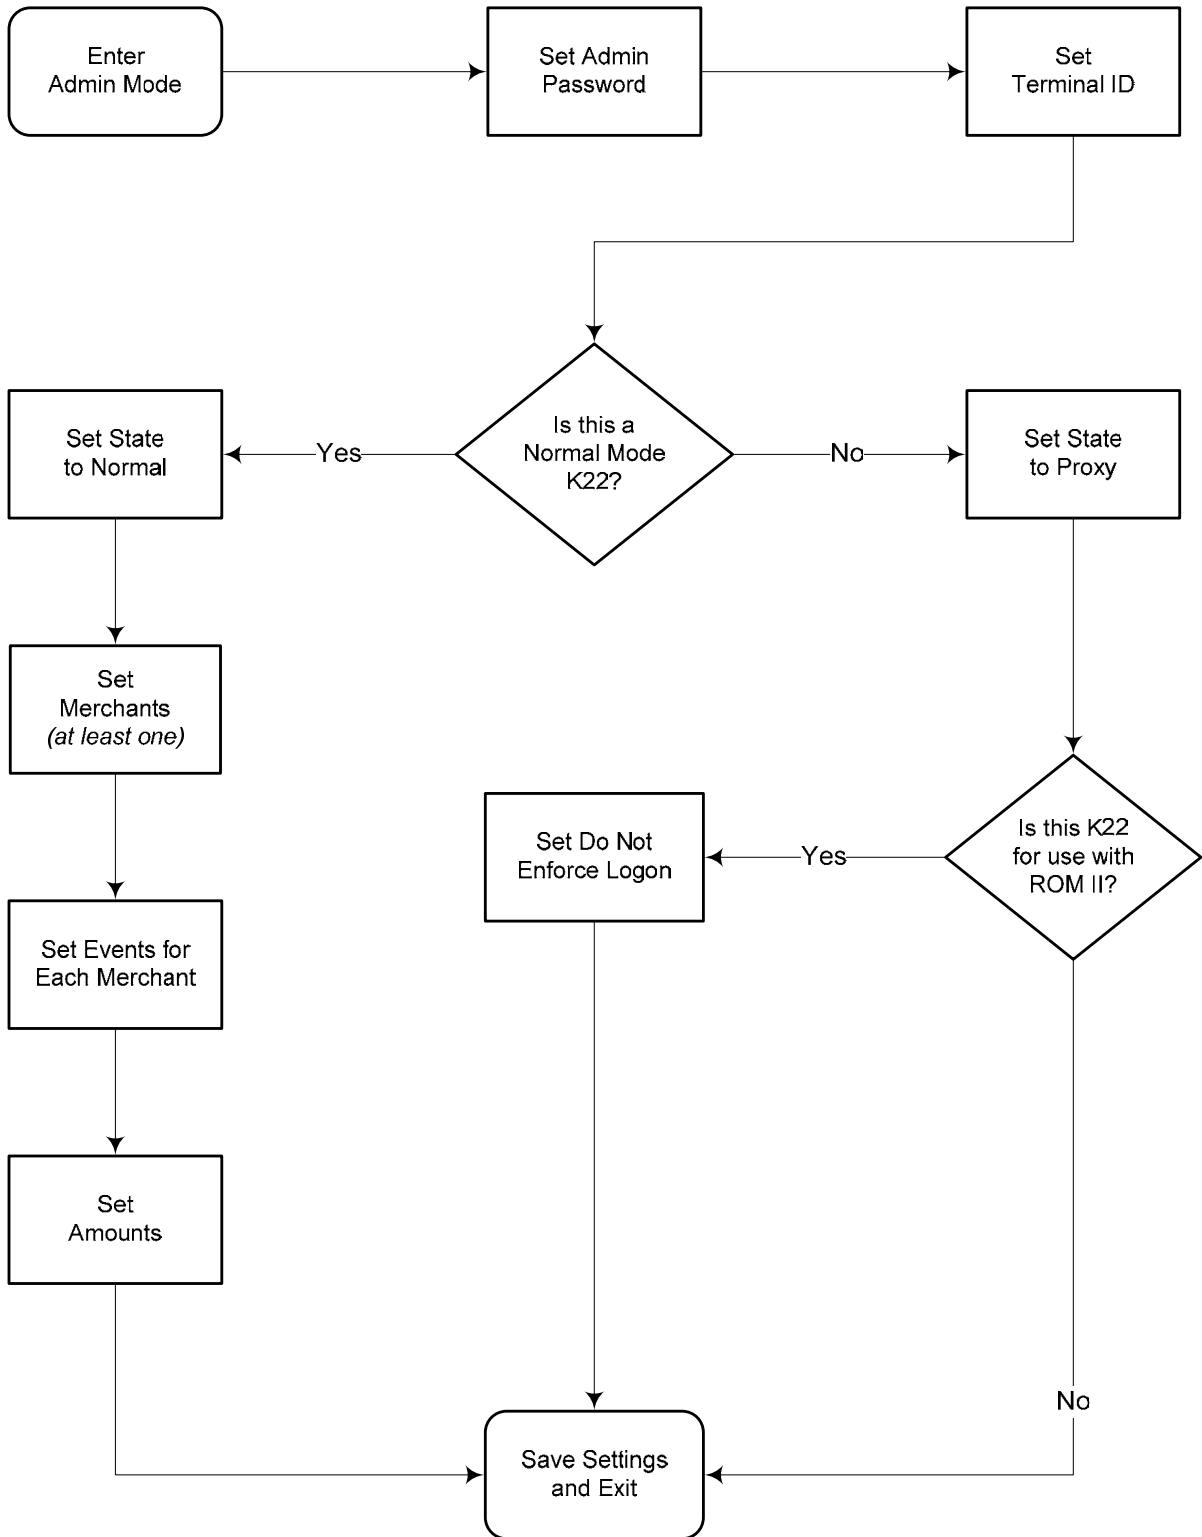 Enter
Admin Mode
Set Admin
Password
Set
Terminal ID
Is this a
Normal Mode
K22?
Yes
No
Set State
to Normal
Set State
to Proxy
Set
Merchants
(at least one)
Is this K22
for use with
ROM II?
Yes
No
Set Do Not
Enforce Logon
Set Events for
Each Merchant
Set
Amounts
Save Settings
and Exit